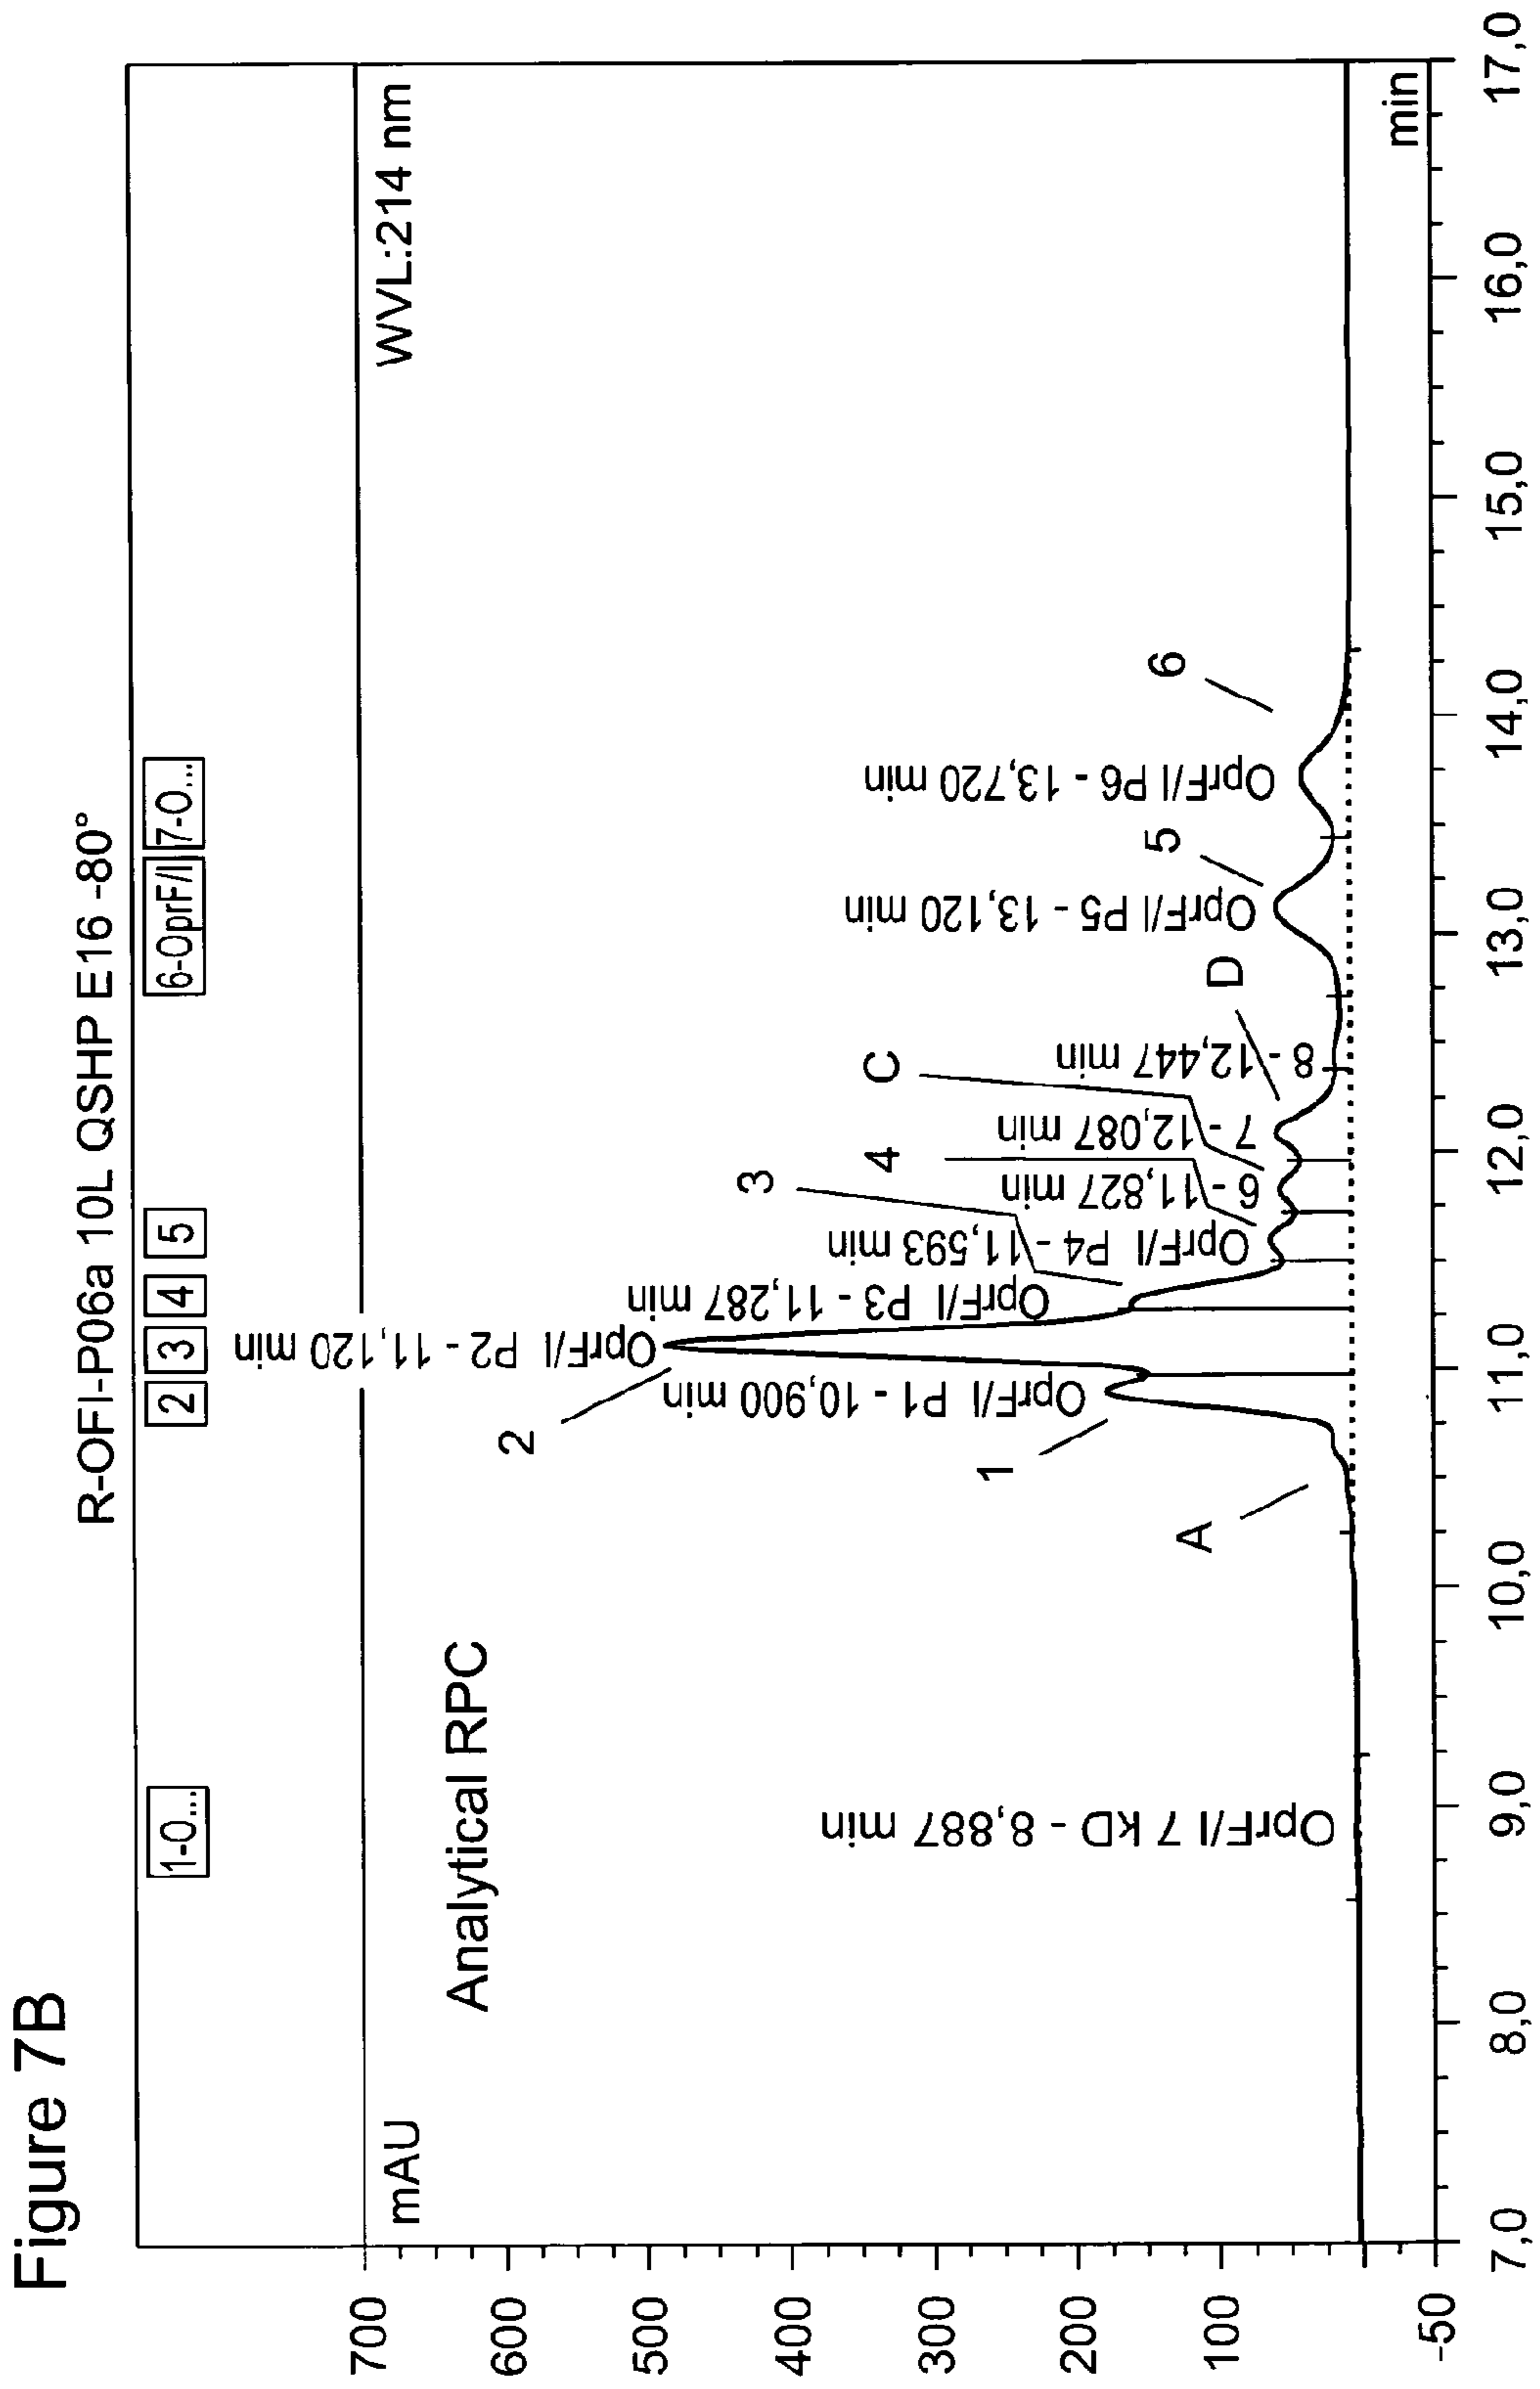 Figure 7B
R-OFI-P06a 10L QSHP E16 -80°
1-O...
2
3
4
5
6-OprF/I
7-O...
mAU
WVL:214 nm
Analytical RPC
700
600
500
400
300
200
100
-50
OprF/I 7 kD - 8,887 min
A
1
OprF/I P1 - 10,900 min
2
OprF/I P2 - 11,120 min
3
OprF/I P3 - 11,287 min
4
OprF/I P4 - 11,593 min
C
6 - 11,827 min
D
7 - 12,087 min
8 - 12,447 min
5
OprF/I P5 - 13,120 min
6
OprF/I P6 - 13,720 min
min
7,0
8,0
9,0
10,0
11,0
12,0
13,0
14,0
15,0
16,0
17,0